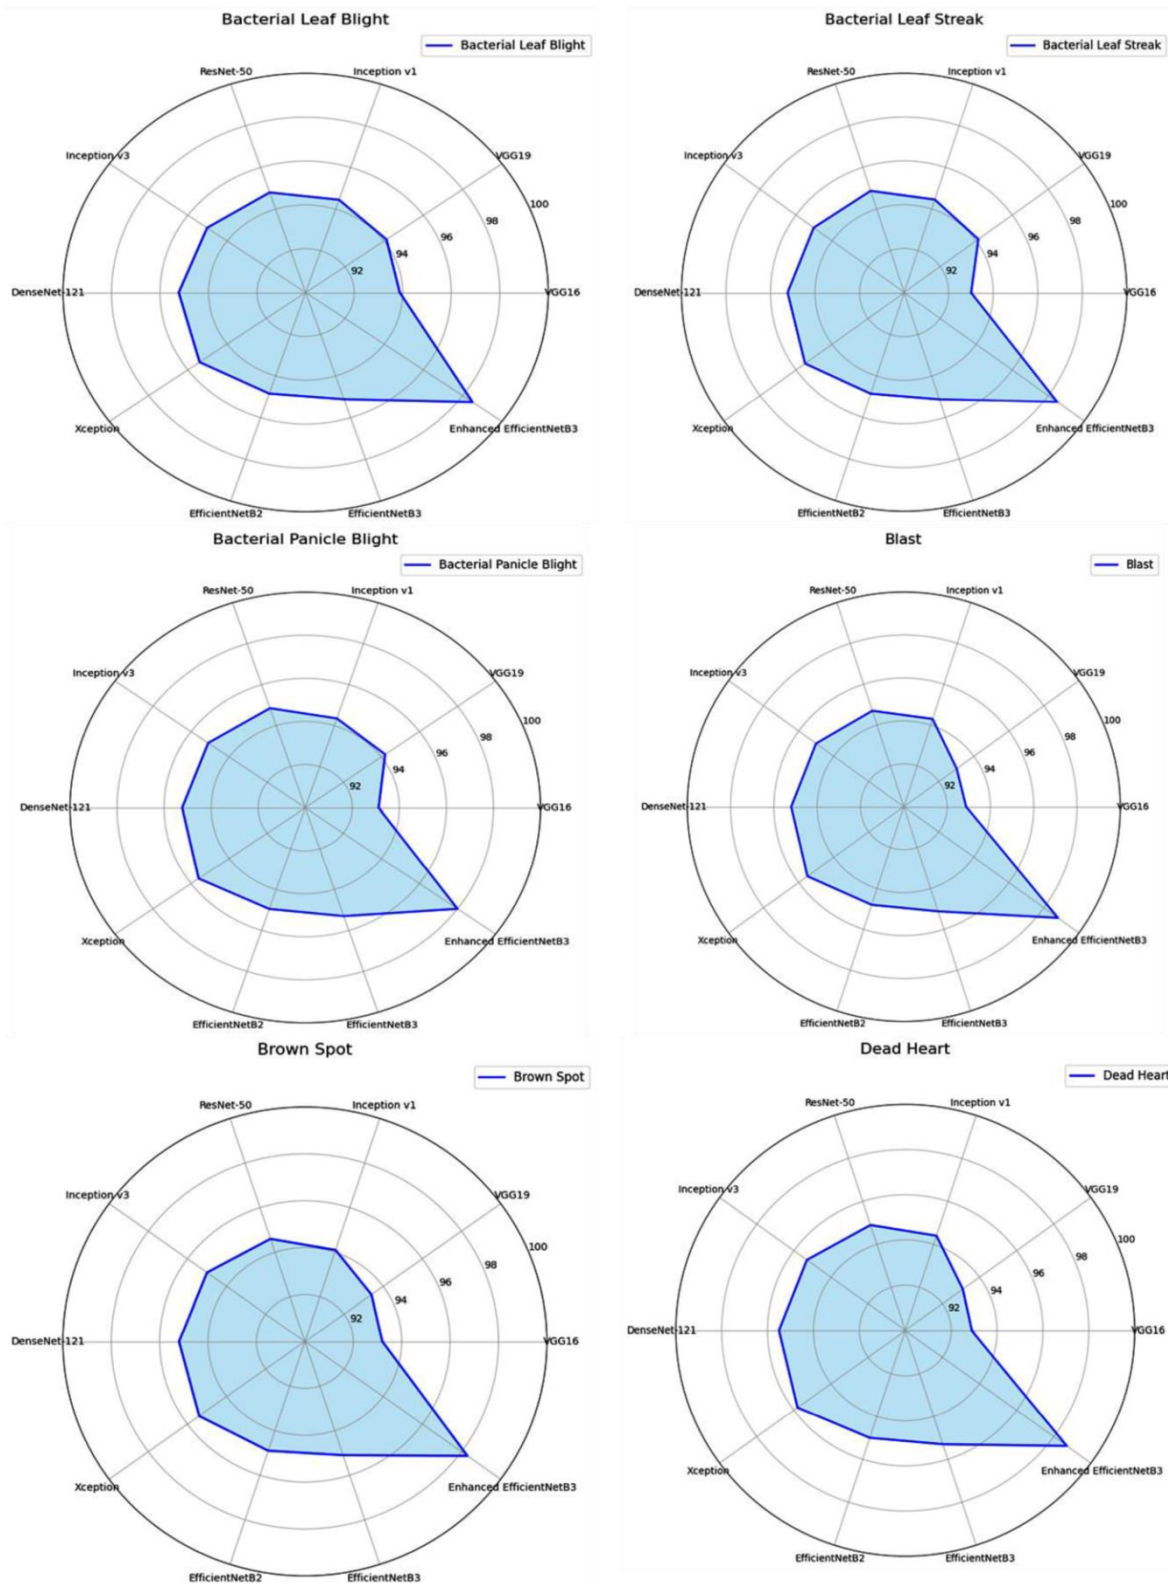 Bacterial Leaf Blight
Bacterial Leaf Blight
ResNet-50
Inception v1
Inception v3
VGG19
100
98
96
94
92
DenseNet-121
VGG16
Xception
Enhanced EfficientNetB3
EfficientNetB2
EfficientNetB3
Bacterial Leaf Streak
Bacterial Leaf Streak
ResNet-50
Inception v1
Inception v3
VGG19
100
98
96
94
92
DenseNet-121
VGG16
Xception
Enhanced EfficientNetB3
EfficientNetB2
EfficientNetB3
Bacterial Panicle Blight
Bacterial Panicle Blight
ResNet-50
Inception v1
Inception v3
VGG19
100
98
96
94
92
DenseNet-121
VGG16
Xception
Enhanced EfficientNetB3
EfficientNetB2
EfficientNetB3
Blast
Blast
ResNet-50
Inception v1
Inception v3
VGG19
100
98
96
94
92
DenseNet-121
VGG16
Xception
Enhanced EfficientNetB3
EfficientNetB2
EfficientNetB3
Brown Spot
Brown Spot
ResNet-50
Inception v1
Inception v3
VGG19
100
98
96
94
92
DenseNet-121
VGG16
Xception
Enhanced EfficientNetB3
EfficientNetB2
EfficientNetB3
Dead Heart
Dead Heart
ResNet-50
Inception v1
Inception v3
VGG19
100
98
96
94
92
DenseNet-121
VGG16
Xception
Enhanced EfficientNetB3
EfficientNetB2
EfficientNetB3